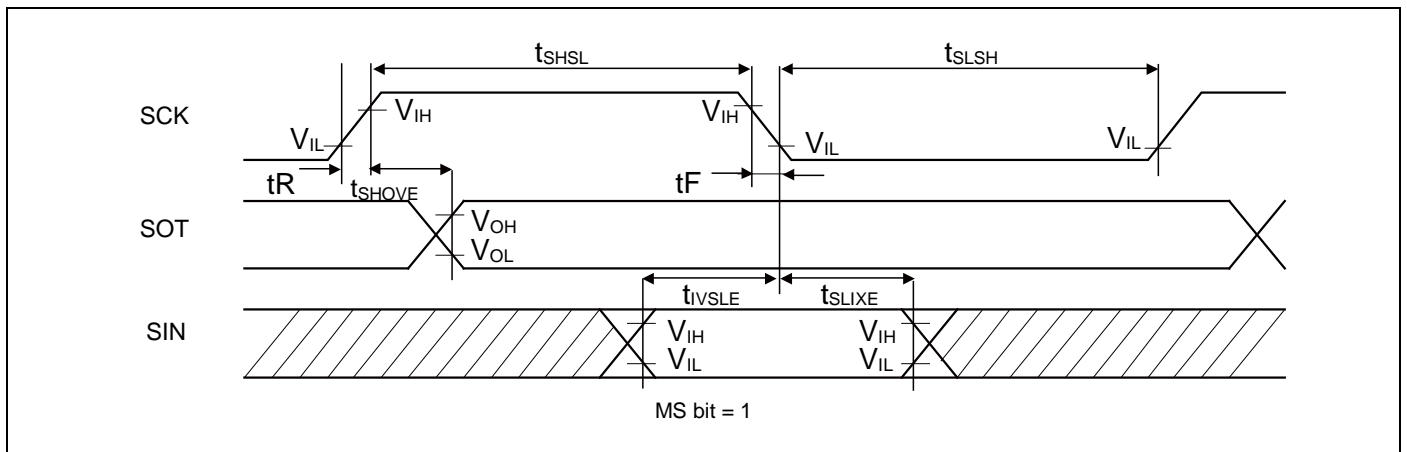 tSHSL tSLSH
SCK VIH VIH
VIL VIL VIL
tR tSHOVE tF
SOT VOH
VOL
tIVSLE tSLIXE
SIN VIH VIH
VIL VIL
MS bit = 1